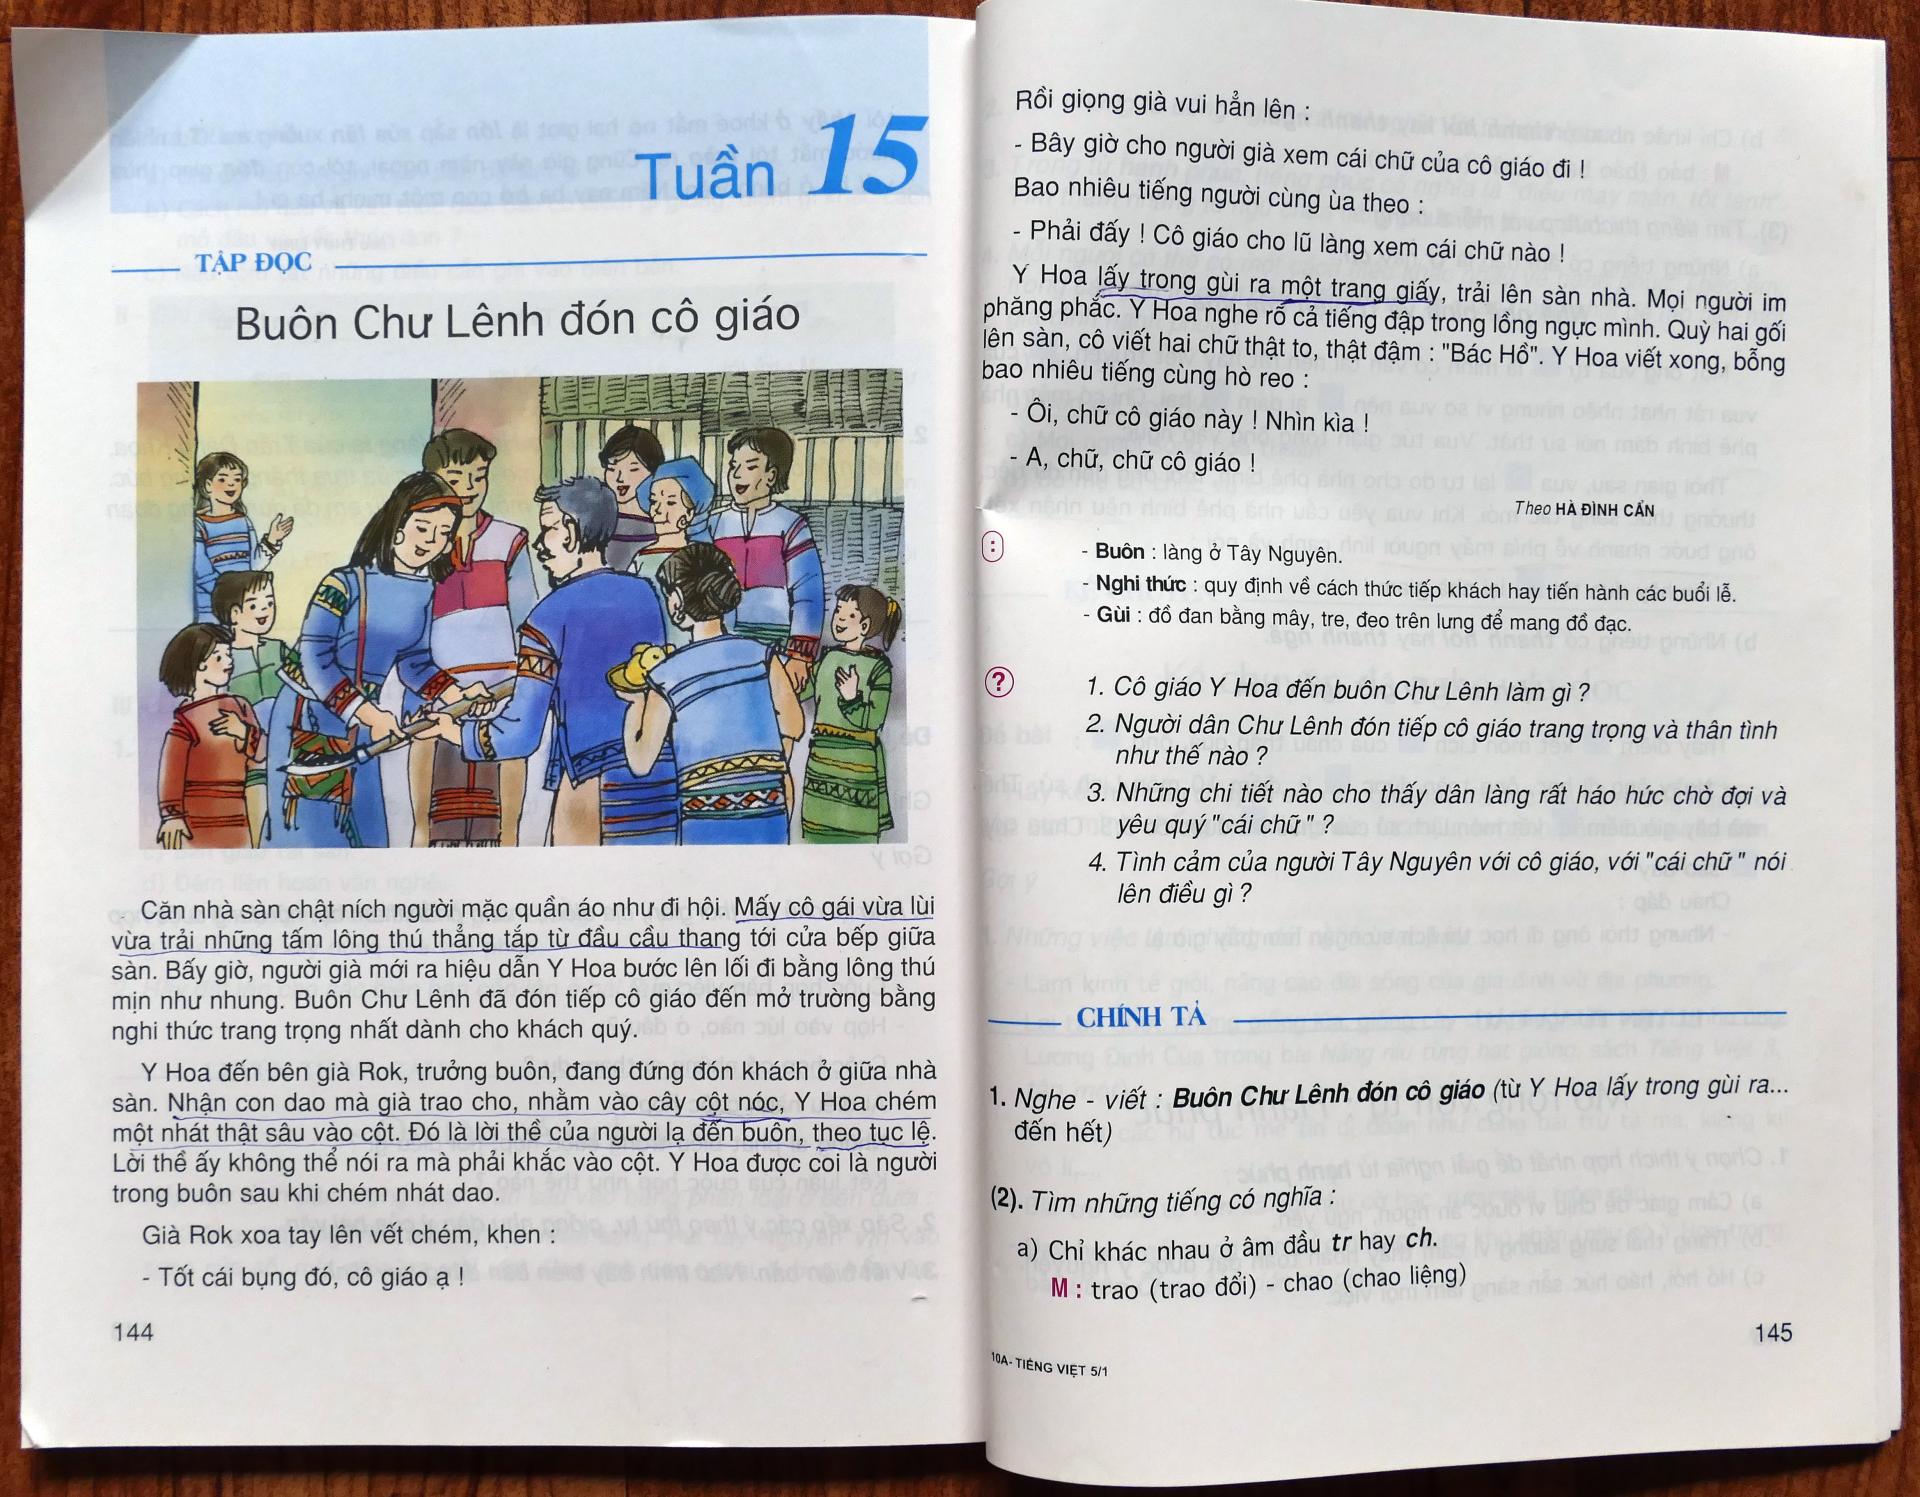 Tuần 15
TẬP ĐỌC
Buôn Chư Lênh đón cô giáo
Căn nhà sàn chật ních người mặc quần áo như đi hội. Mấy cô gái vừa lùi
vừa trải những tấm lông thú thẳng tắp từ đầu cầu thang tới cửa bếp giữa
sàn. Bấy giờ, người già mới ra hiệu dẫn Y Hoa bước lên lối đi bằng lông thú
mịn như nhung. Buôn Chư Lênh đã đón tiếp cô giáo đến mở trường bằng
nghi thức trang trọng nhất dành cho khách quý.
Y Hoa đến bên già Rok, trưởng buôn, đang đứng đón khách ở giữa nhà
sàn. Nhận con dao mà già trao cho, nhằm vào cây cột nóc, Y Hoa chém
một nhát thật sâu vào cột. Đó là lời thề của người lạ đến buôn, theo tục lệ.
Lời thề ấy không thể nói ra mà phải khắc vào cột. Y Hoa được coi là người
trong buôn sau khi chém nhát dao.
Già Rok xoa tay lên vết chém, khen :
- Tốt cái bụng đó, cô giáo ạ !
144
Rồi giọng già vui hẳn lên :
- Bây giờ cho người già xem cái chữ của cô giáo đi !
Bao nhiêu tiếng người cùng ùa theo :
- Phải đấy ! Cô giáo cho lũ làng xem cái chữ nào !
Y Hoa lấy trong gùi ra một trang giấy, trải lên sàn nhà. Mọi người im
phăng phắc. Y Hoa nghe rõ cả tiếng đập trong lồng ngực mình. Quỳ hai gối
lên sàn, cô viết hai chữ thật to, thật đậm : "Bác Hồ". Y Hoa viết xong, bỗng
bao nhiêu tiếng cùng hò reo :
- Ôi, chữ cô giáo này ! Nhìn kìa !
- A, chữ, chữ cô giáo !
Theo HÀ ĐÌNH CẨN
: - Buôn : làng ở Tây Nguyên.
- Nghi thức : quy định về cách thức tiếp khách hay tiến hành các buổi lễ.
- Gùi : đồ đan bằng mây, tre, đeo trên lưng để mang đồ đạc.
? 1. Cô giáo Y Hoa đến buôn Chư Lênh làm gì ?
2. Người dân Chư Lênh đón tiếp cô giáo trang trọng và thân tình
như thế nào ?
3. Những chi tiết nào cho thấy dân làng rất háo hức chờ đợi và
yêu quý "cái chữ" ?
4. Tình cảm của người Tây Nguyên với cô giáo, với "cái chữ" nói
lên điều gì ?
CHÍNH TẢ
1. Nghe - viết : Buôn Chư Lênh đón cô giáo (từ Y Hoa lấy trong gùi ra...
đến hết)
(2). Tìm những tiếng có nghĩa :
a) Chỉ khác nhau ở âm đầu tr hay ch.
M : trao (trao đổi) - chao (chao liệng)
145
10A- TIẾNG VIỆT 5/1